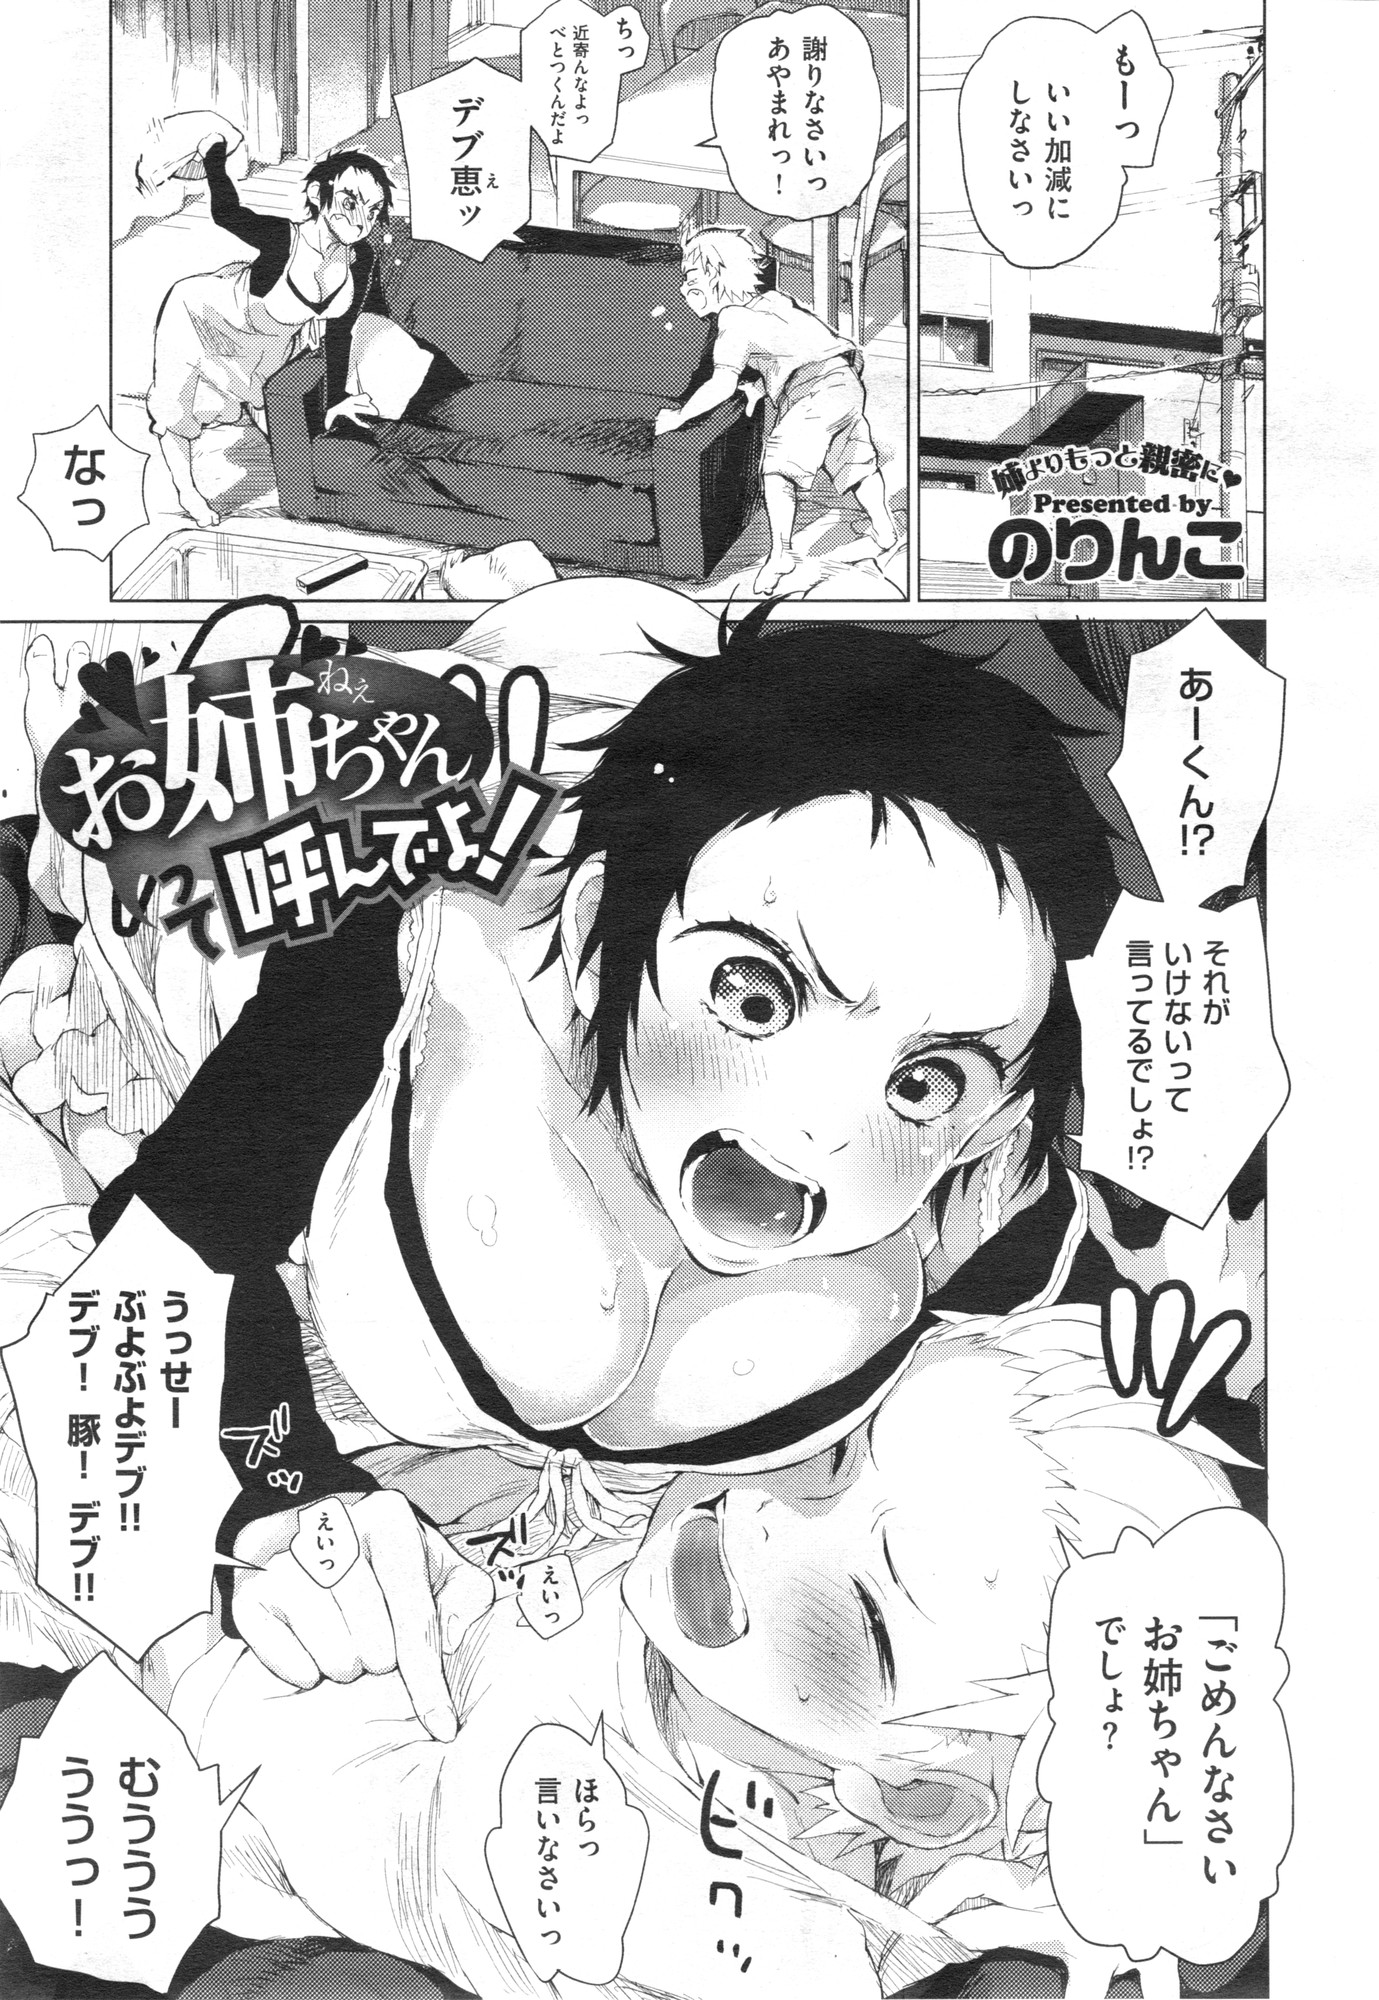 もーっ
いい加減に
しなさいっ
姉よりもっと親密に♥
Presented by
のりんこ
謝りなさいっ
あやまれっ！
ちっ
近寄んなよっ
べとつくんだよ
デブ恵ッ
え
なっ
お姉ちゃん
ねえ
って
呼んでよ！
あーくん!?
それが
いけないって
言ってるでしょ!?
うっせー
ぶよぶよデブ!!
デブ！豚！デブ!!
ズッ
えいっ
ズッ
えいっ
「ごめんなさい
お姉ちゃん」
でしょ？
ほらっ
言いなさいっ
ビクッ
むううう
ううっ！